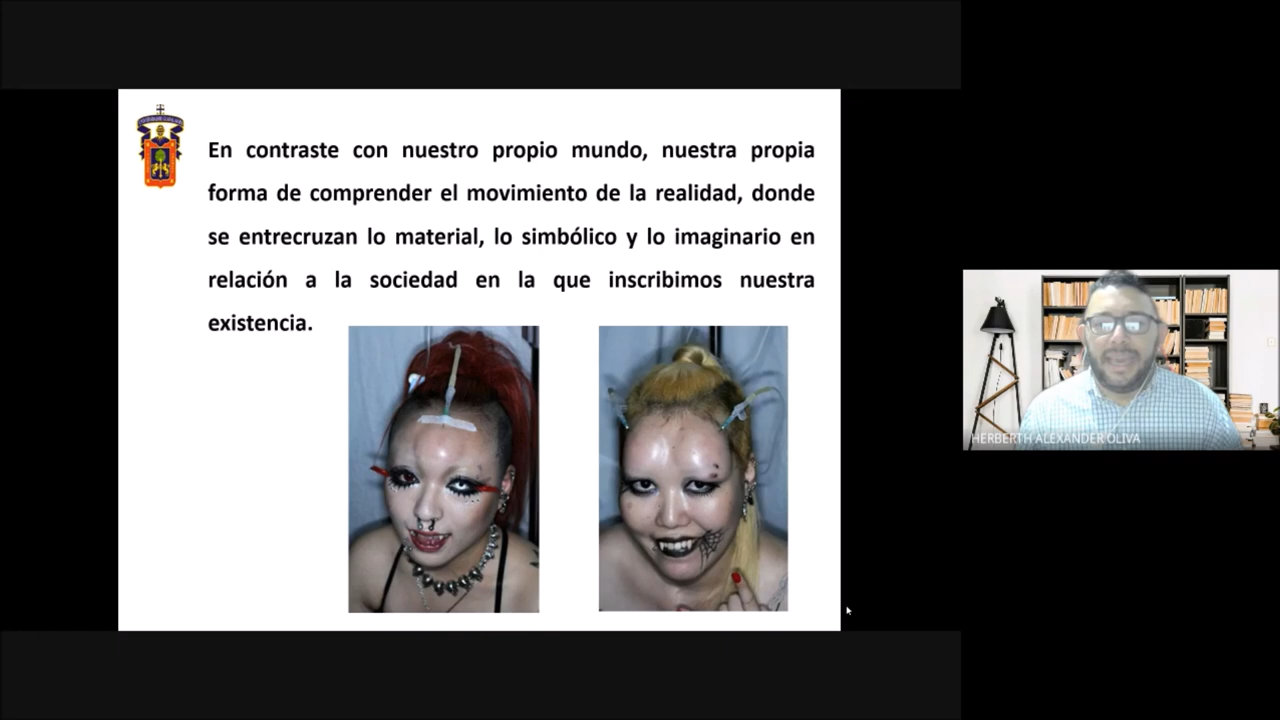 En contraste con nuestro propio mundo, nuestra propia
forma de comprender el movimiento de la realidad, donde
se entrecruzan lo material, lo simbólico y lo imaginario en
relación a la sociedad en la que inscribimos nuestra
existencia.
HERBERTH ALEXANDER OLIVA